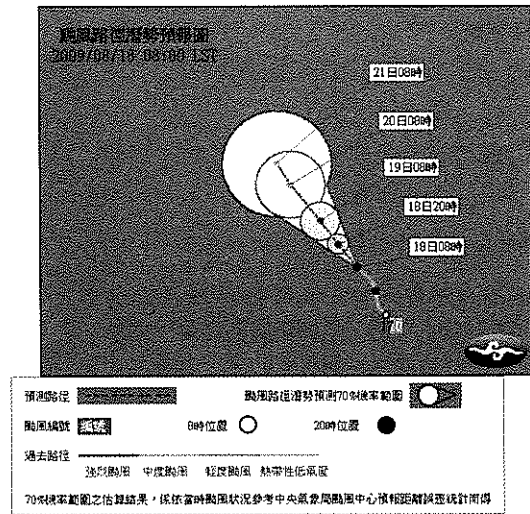 颱風路徑潛勢預報圖
2009/08/18 08:00 LST
21日08時
20日08時
19日08時
18日20時
18日08時
預測路徑
颱風路徑潛勢預測70%機率範圍
颱風編號 編號 8時位置 20時位置
過去路徑
強烈颱風 中度颱風 輕度颱風 熱帶性低氣壓
70%機率範圍之估算結果,係依當時颱風狀況參考中央氣象局颱風中心預報距離誤差統計而得